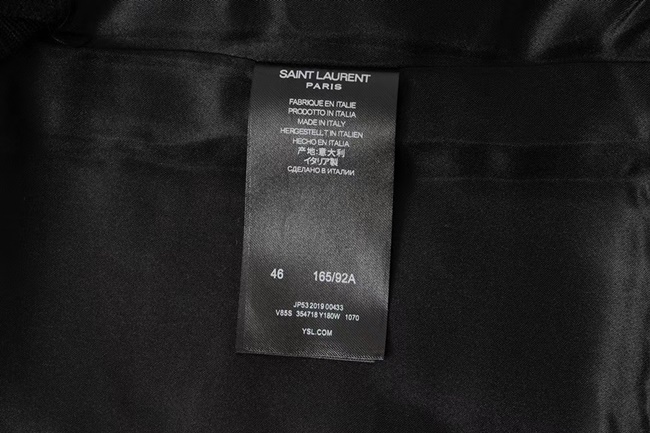 SAINT LAURENT
PARIS
FABRIQUE EN ITALIE
PRODOTTO IN ITALIA
MADE IN ITALY
HERGESTELLT IN ITALIEN
HECHO EN ITALIA
产地:意大利
イタリア製
СДЕЛАНО В ИТАЛИИ
46 165/92A
JP53 2019 00433
V85S 354718 Y180W 1070
YSL.COM